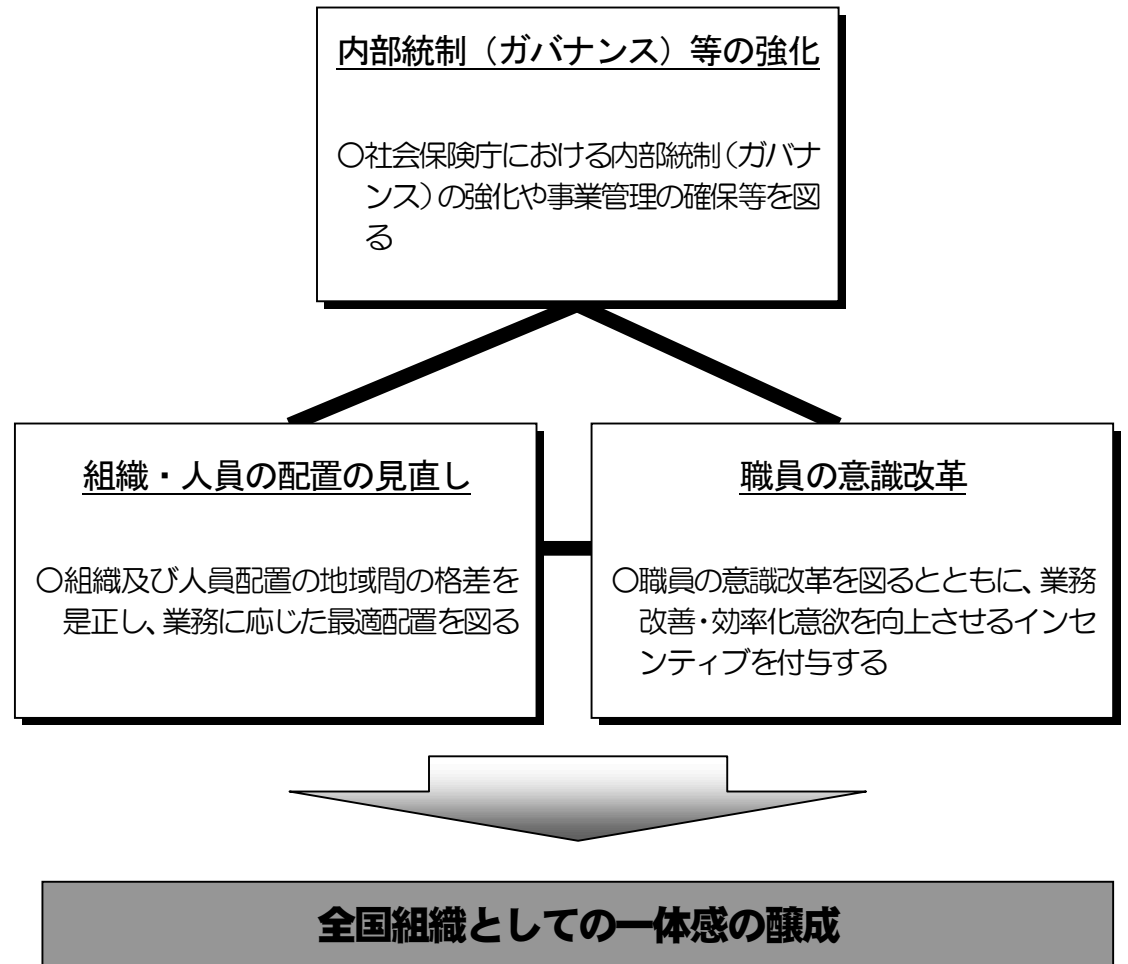 内部統制（ガバナンス）等の強化
○社会保険庁における内部統制（ガバナ
ンス）の強化や事業管理の確保等を図
る
組織・人員の配置の見直し
○組織及び人員配置の地域間の格差を
是正し、業務に応じた最適配置を図る
職員の意識改革
○職員の意識改革を図るとともに、業務
改善・効率化意欲を向上させるインセ
ンティブを付与する
全国組織としての一体感の醸成